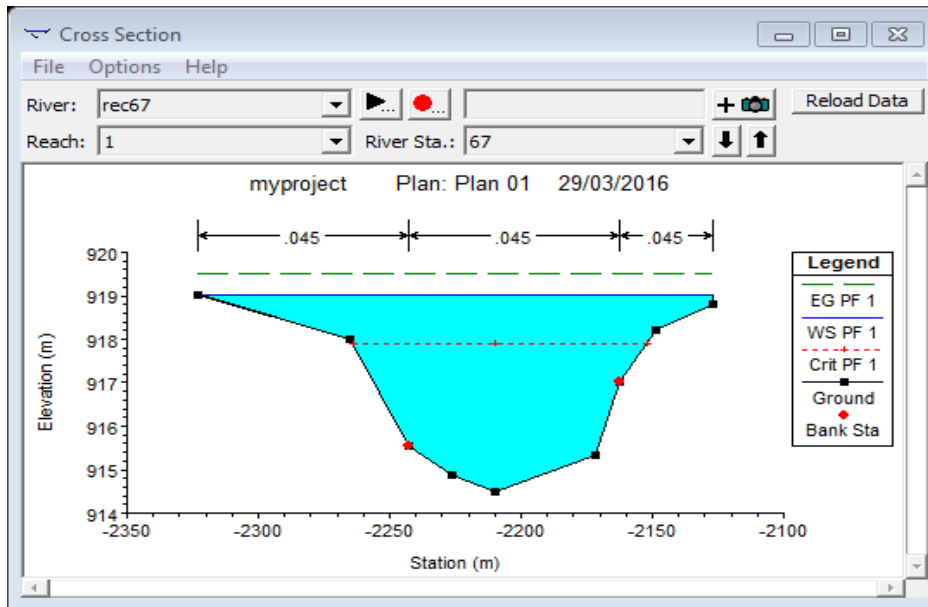 Cross Section
File Options Help
River: rec67 ... ... Reload Data
Reach: 1 River Sta.: 67
myproject Plan: Plan 01 29/03/2016
.045 .045 .045
920
919
918
917
916
915
914
Elevation (m)
-2350 -2300 -2250 -2200 -2150 -2100
Station (m)
Legend
EG PF 1
WS PF 1
Crit PF 1
Ground
Bank Sta